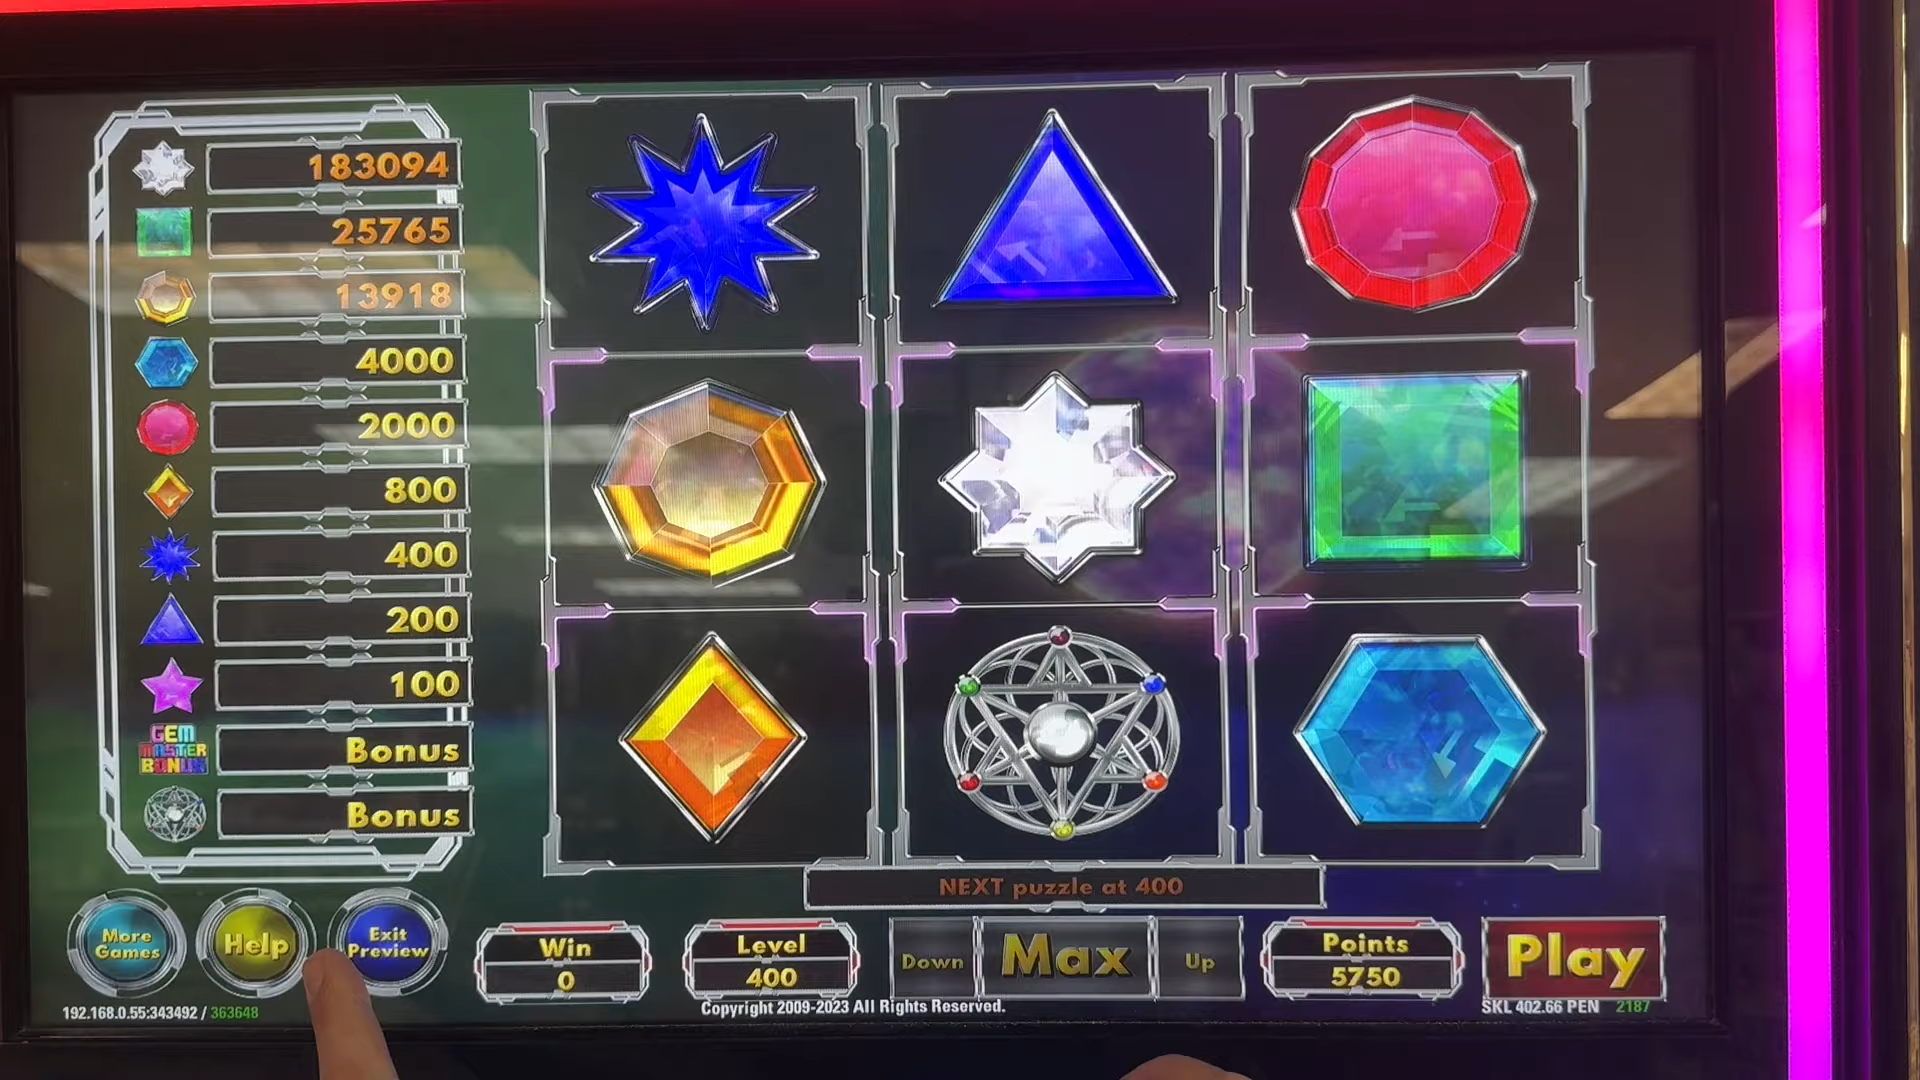 183094
25765
13918
4000
2000
800
400
200
100
GEM MASTER BONUS
Bonus
Bonus
NEXT puzzle at 400
More Games
Help
Exit Preview
Win
0
Level
400
Down
Max
Up
Points
5750
Play
192.168.0.55:343492 / 363648
Copyright 2009-2023 All Rights Reserved.
SKL 402.66 PEN 2187